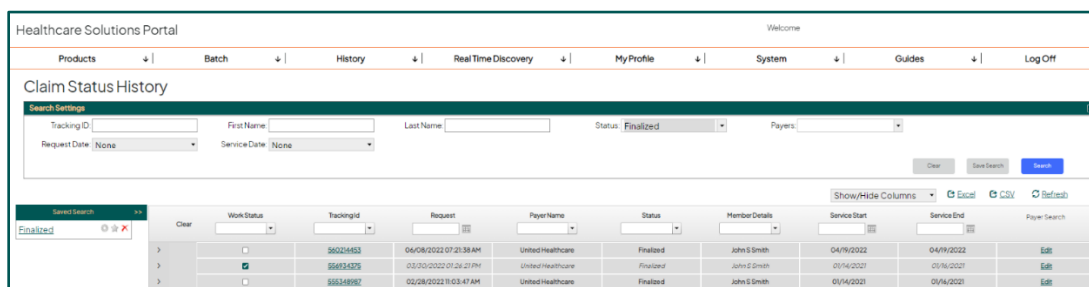 Healthcare Solutions Portal
Welcome
Products Batch History Real Time Discovery My Profile System Guides Log Off
Claim Status History
Search Settings
Tracking ID: First Name: Last Name: Status: Finalized Payers:
Request Date: None Service Date: None
Clear Save Search Search
Show/Hide Columns Excel CSV Refresh
Saved Search >>
Finalized
Clear Work Status TrackingId Request Payer Name Status Member Details Service Start Service End Payer Search
> 560214453 06/08/2022 07:21:38 AM United Healthcare Finalized John S Smith 04/19/2022 04/19/2022 Edit
> 556934375 03/30/2022 01:26:21 PM United Healthcare Finalized John S Smith 01/14/2021 01/16/2021 Edit
> 555348987 02/28/2022 11:03:47 AM United Healthcare Finalized John S Smith 01/14/2021 01/16/2021 Edit